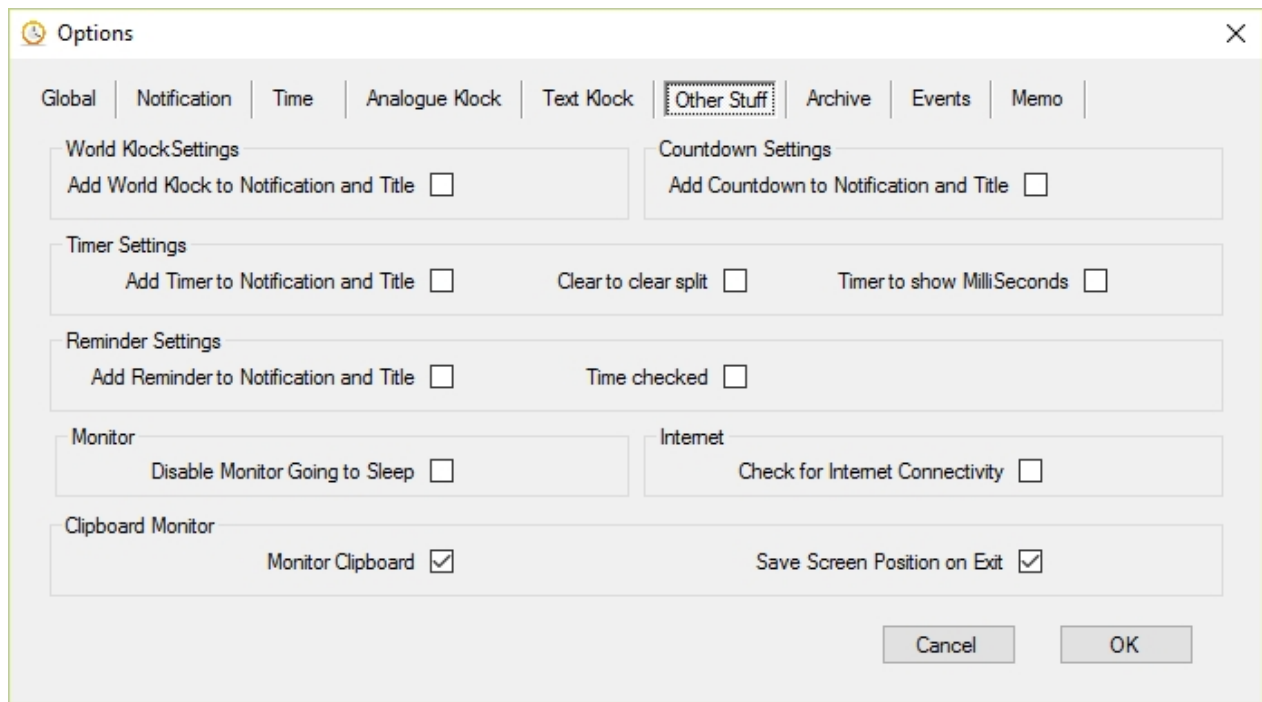 Options
Global Notification Time Analogue Klock Text Klock Other Stuff Archive Events Memo
World KlockSettings
Add World Klock to Notification and Title
Countdown Settings
Add Countdown to Notification and Title
Timer Settings
Add Timer to Notification and Title Clear to clear split Timer to show MilliSeconds
Reminder Settings
Add Reminder to Notification and Title Time checked
Monitor
Disable Monitor Going to Sleep
Internet
Check for Internet Connectivity
Clipboard Monitor
Monitor Clipboard Save Screen Position on Exit
Cancel OK